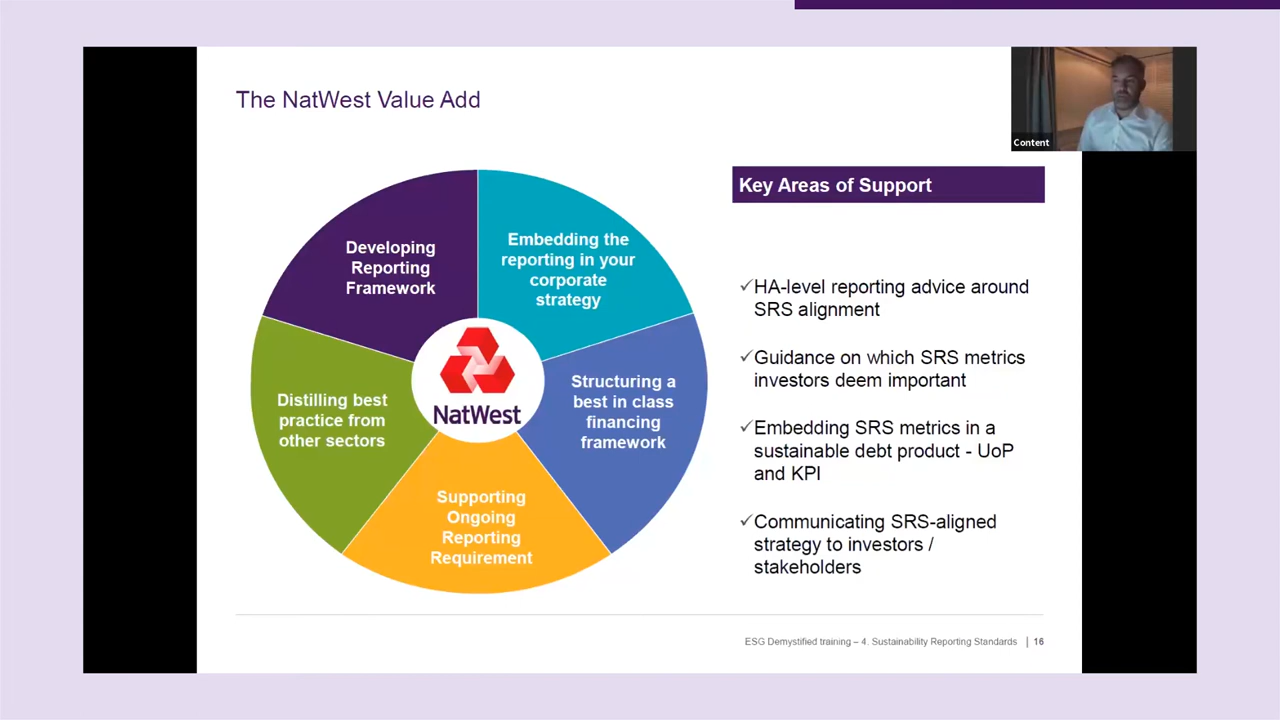 The NatWest Value Add
Content
Key Areas of Support
Developing
Reporting
Framework
Embedding the
reporting in your
corporate
strategy
Structuring a
best in class
financing
framework
Supporting
Ongoing
Reporting
Requirement
Distilling best
practice from
other sectors
NatWest
✓HA-level reporting advice around
SRS alignment
✓Guidance on which SRS metrics
investors deem important
✓Embedding SRS metrics in a
sustainable debt product - UoP
and KPI
✓Communicating SRS-aligned
strategy to investors /
stakeholders
ESG Demystified training – 4. Sustainability Reporting Standards | 16